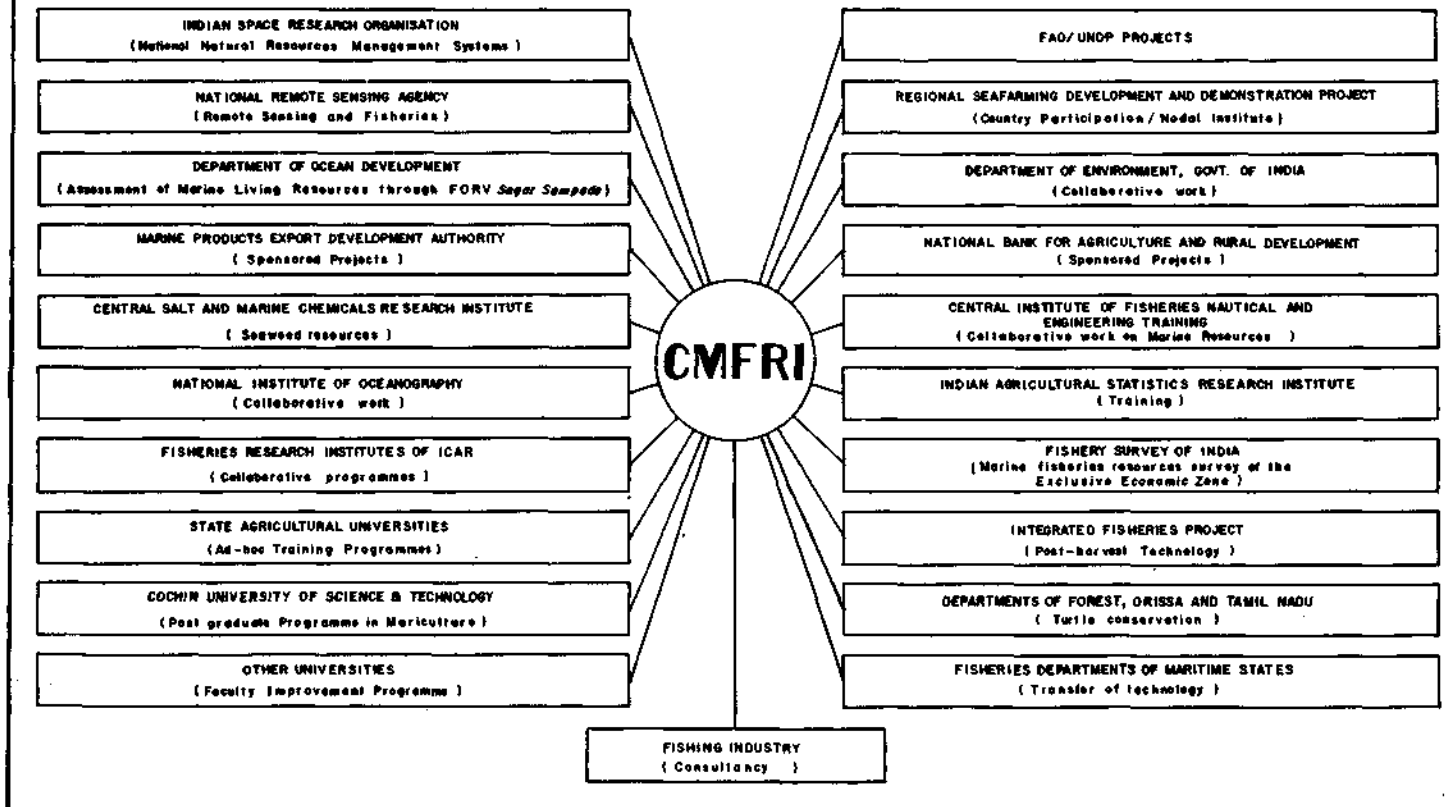 INDIAN SPACE RESEARCH ORGANISATION
(National Natural Resources Management Systems)
NATIONAL REMOTE SENSING AGENCY
(Remote Sensing and Fisheries)
DEPARTMENT OF OCEAN DEVELOPMENT
(Assessment of Marine Living Resources through FORV Sagar Sampada)
MARINE PRODUCTS EXPORT DEVELOPMENT AUTHORITY
(Sponsored Projects)
CENTRAL SALT AND MARINE CHEMICALS RESEARCH INSTITUTE
(Seaweed resources)
NATIONAL INSTITUTE OF OCEANOGRAPHY
(Collaborative work)
FISHERIES RESEARCH INSTITUTES OF ICAR
(Collaborative programmes)
STATE AGRICULTURAL UNIVERSITIES
(Ad-hoc Training Programmes)
COCHIN UNIVERSITY OF SCIENCE & TECHNOLOGY
(Post graduate Programme in Mariculture)
OTHER UNIVERSITIES
(Faculty Improvement Programme)
CMFRI
FAO/UNDP PROJECTS
REGIONAL SEAFARMING DEVELOPMENT AND DEMONSTRATION PROJECT
(Country Participation/Nodal Institute)
DEPARTMENT OF ENVIRONMENT, GOVT. OF INDIA
(Collaborative work)
NATIONAL BANK FOR AGRICULTURE AND RURAL DEVELOPMENT
(Sponsored Projects)
CENTRAL INSTITUTE OF FISHERIES NAUTICAL AND
ENGINEERING TRAINING
(Collaborative work on Marine Resources)
INDIAN AGRICULTURAL STATISTICS RESEARCH INSTITUTE
(Training)
FISHERY SURVEY OF INDIA
(Marine fisheries resources survey of the
Exclusive Economic Zone)
INTEGRATED FISHERIES PROJECT
(Post-harvest Technology)
DEPARTMENTS OF FOREST, ORISSA AND TAMIL NADU
(Turtle conservation)
FISHERIES DEPARTMENTS OF MARITIME STATES
(Transfer of technology)
FISHING INDUSTRY
(Consultancy)